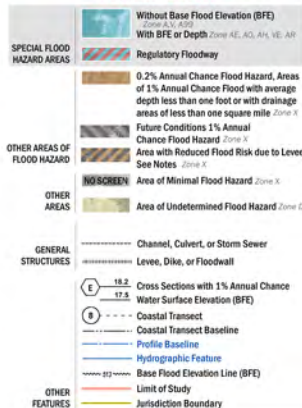 Without Base Flood Elevation (BFE)
Zone A, V, A99
With BFE or Depth Zone AE, AO, AH, VE, AR
SPECIAL FLOOD
HAZARD AREAS
Regulatory Floodway
0.2% Annual Chance Flood Hazard, Areas
of 1% Annual Chance Flood with average
depth less than one foot or with drainage
areas of less than one square mile Zone X
Future Conditions 1% Annual
Chance Flood Hazard Zone X
OTHER AREAS OF
FLOOD HAZARD
Area with Reduced Flood Risk due to Levee
See Notes Zone X
NO SCREEN Area of Minimal Flood Hazard Zone X
OTHER
AREAS
Area of Undetermined Flood Hazard Zone D
GENERAL
STRUCTURES
Channel, Culvert, or Storm Sewer
Levee, Dike, or Floodwall
E 18.2 Cross Sections with 1% Annual Chance
17.5 Water Surface Elevation (BFE)
8 Coastal Transect
Coastal Transect Baseline
Profile Baseline
Hydrographic Feature
513 Base Flood Elevation Line (BFE)
OTHER
FEATURES
Limit of Study
Jurisdiction Boundary